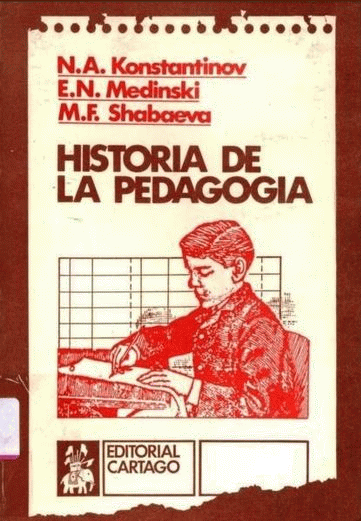 N.A. Konstantinov
E.N. Medinski
M.F. Shabaeva
HISTORIA DE
LA PEDAGOGIA
EDITORIAL
CARTAGO